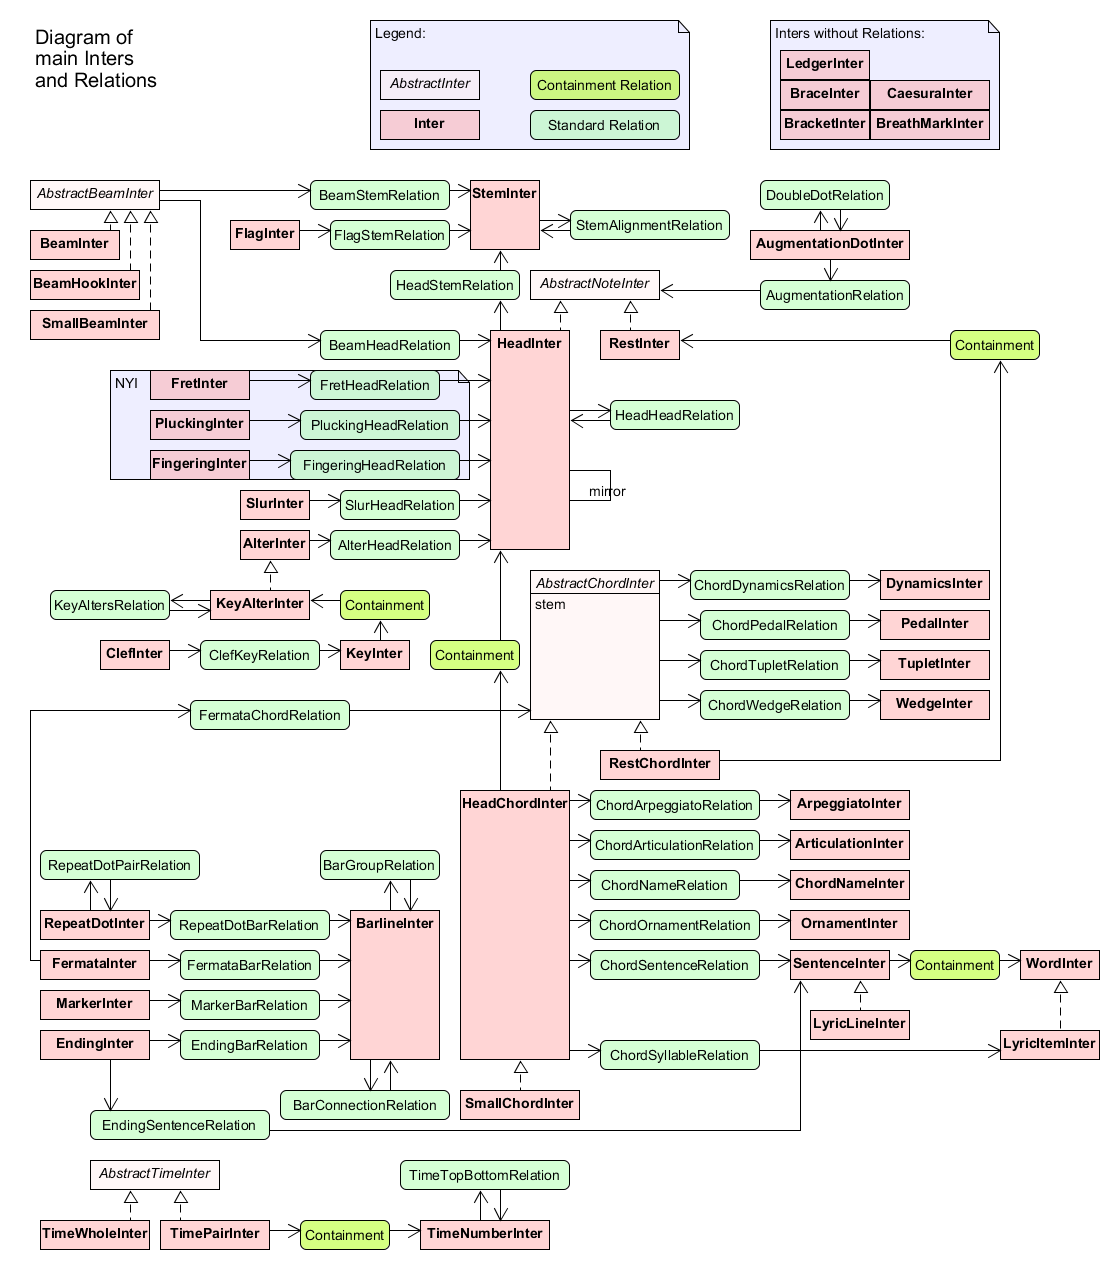 Diagram of
main Inters
and Relations
Legend:
AbstractInter
Containment Relation
Inter
Standard Relation
Inters without Relations:
LedgerInter
BraceInter
CaesuraInter
BracketInter
BreathMarkInter
AbstractBeamInter
BeamStemRelation
StemInter
DoubleDotRelation
FlagInter
FlagStemRelation
StemAlignmentRelation
BeamInter
AugmentationDotInter
BeamHookInter
HeadStemRelation
AbstractNoteInter
AugmentationRelation
SmallBeamInter
BeamHeadRelation
HeadInter
RestInter
Containment
NYI
FretInter
FretHeadRelation
PluckingInter
PluckingHeadRelation
HeadHeadRelation
FingeringInter
FingeringHeadRelation
mirror
SlurInter
SlurHeadRelation
AlterInter
AlterHeadRelation
AbstractChordInter
stem
ChordDynamicsRelation
DynamicsInter
KeyAltersRelation
KeyAlterInter
Containment
ChordPedalRelation
PedalInter
ClefInter
ClefKeyRelation
KeyInter
Containment
ChordTupletRelation
TupletInter
FermataChordRelation
ChordWedgeRelation
WedgeInter
RestChordInter
HeadChordInter
ChordArpeggiatoRelation
ArpeggiatoInter
ChordArticulationRelation
ArticulationInter
RepeatDotPairRelation
BarGroupRelation
ChordNameRelation
ChordNameInter
RepeatDotInter
RepeatDotBarRelation
BarlineInter
ChordOrnamentRelation
OrnamentInter
FermataInter
FermataBarRelation
ChordSentenceRelation
SentenceInter
Containment
WordInter
MarkerInter
MarkerBarRelation
LyricLineInter
EndingInter
EndingBarRelation
ChordSyllableRelation
LyricItemInter
BarConnectionRelation
SmallChordInter
EndingSentenceRelation
AbstractTimeInter
TimeTopBottomRelation
TimeWholeInter
TimePairInter
Containment
TimeNumberInter